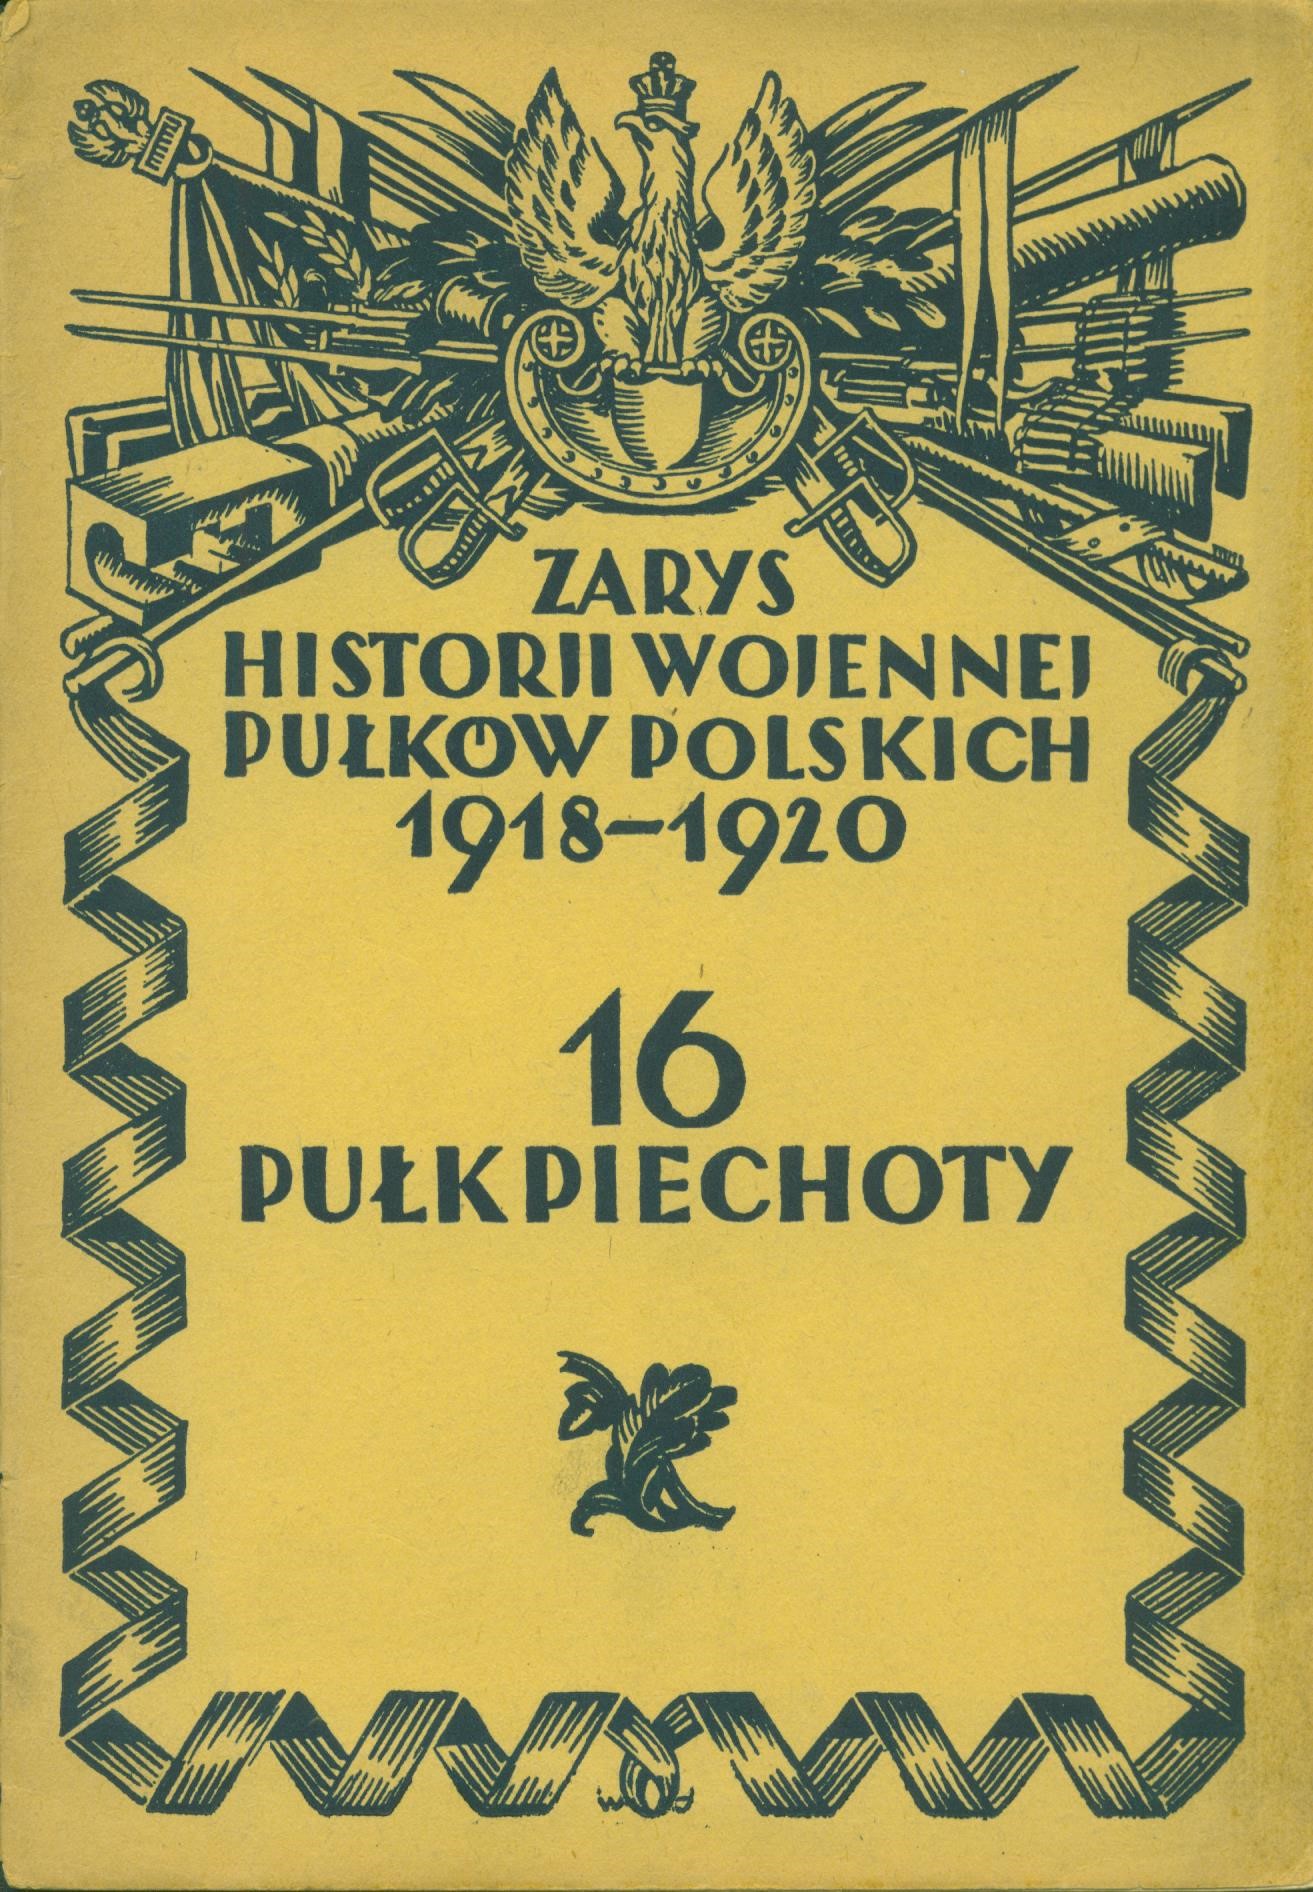 ZARYS
HISTORJI WOJENNEJ
PUŁKÓW POLSKICH
1918–1920
16
PUŁK PIECHOTY